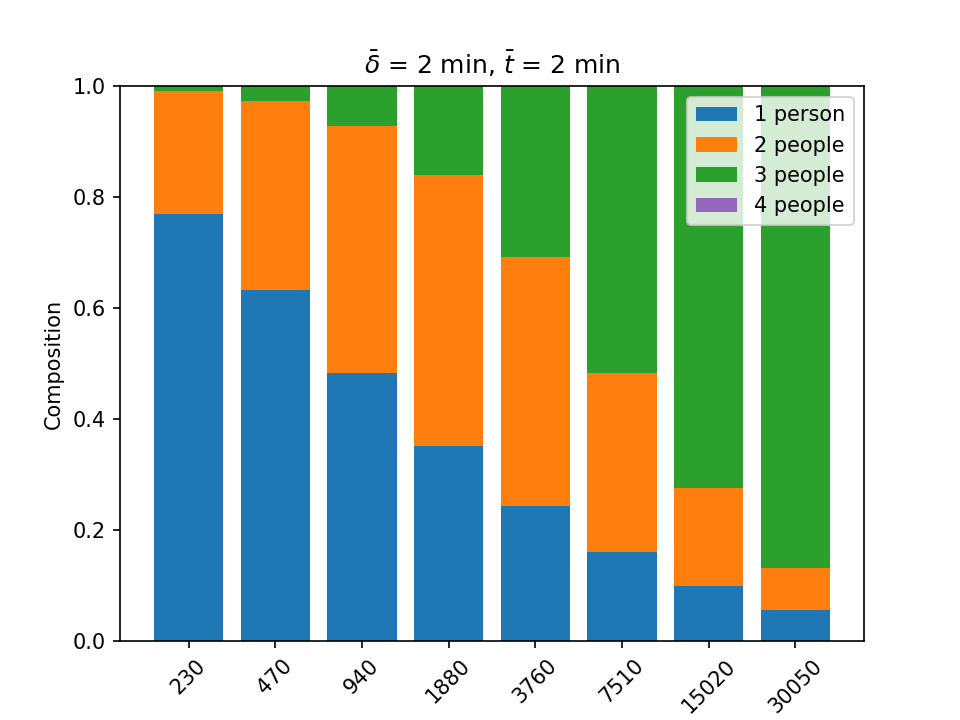 δ̄ = 2 min, t̄ = 2 min
1.0
0.8
0.6
0.4
0.2
0.0
Composition
1 person
2 people
3 people
4 people
230
470
940
1880
3760
7510
15020
30050